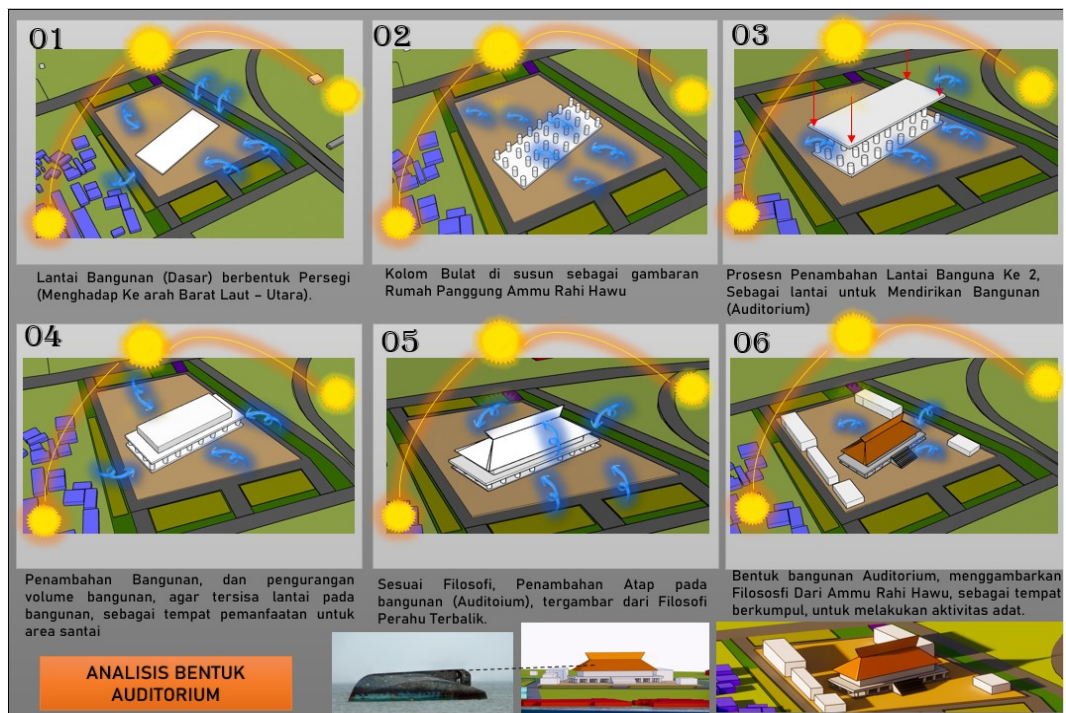 01
02
03
Lantai Bangunan (Dasar) berbentuk Persegi
(Menghadap Ke arah Barat Laut – Utara).
Kolom Bulat di susun sebagai gambaran
Rumah Panggung Ammu Rahi Hawu
Prosesn Penambahan Lantai Banguna Ke 2,
Sebagai lantai untuk Mendirikan Bangunan
(Auditorium)
04
05
06
Penambahan Bangunan, dan pengurangan
volume bangunan, agar tersisa lantai pada
bangunan, sebagai tempat pemanfaatan untuk
area santai
Sesuai Filosofi, Penambahan Atap pada
bangunan (Auditoium), tergambar dari Filosofi
Perahu Terbalik.
Bentuk bangunan Auditorium, menggambarkan
Filososfi Dari Ammu Rahi Hawu, sebagai tempat
berkumpul, untuk melakukan aktivitas adat.
ANALISIS BENTUK
AUDITORIUM